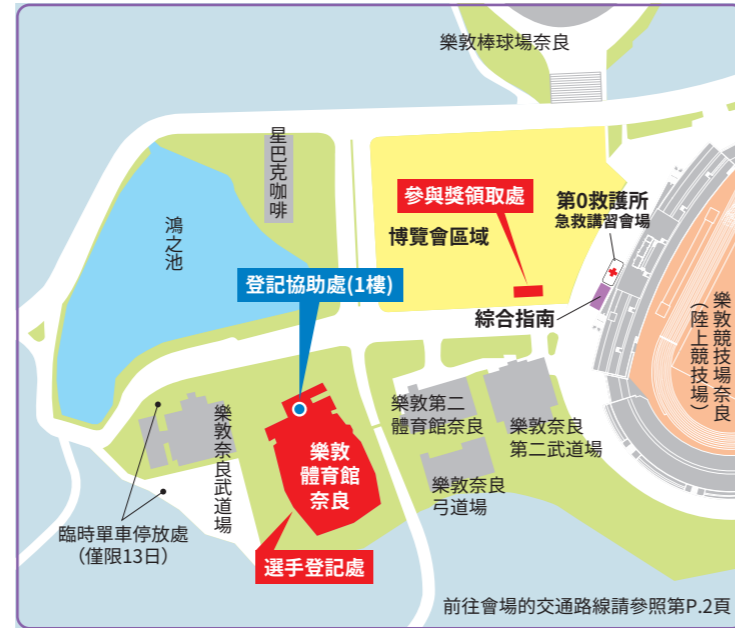 樂敦棒球場奈良
星巴克咖啡
鴻之池
參與獎領取處
博覽會區域
第0救護所
急救講習會場
登記協助處(1樓)
綜合指南
樂敦競技場奈良
（陸上競技場）
樂敦奈良武道場
樂敦
體育館
奈良
樂敦第二
體育館奈良
樂敦奈良
第二武道場
樂敦奈良
弓道場
臨時單車停放處
（僅限13日）
選手登記處
前往會場的交通路線請參照第P.2頁